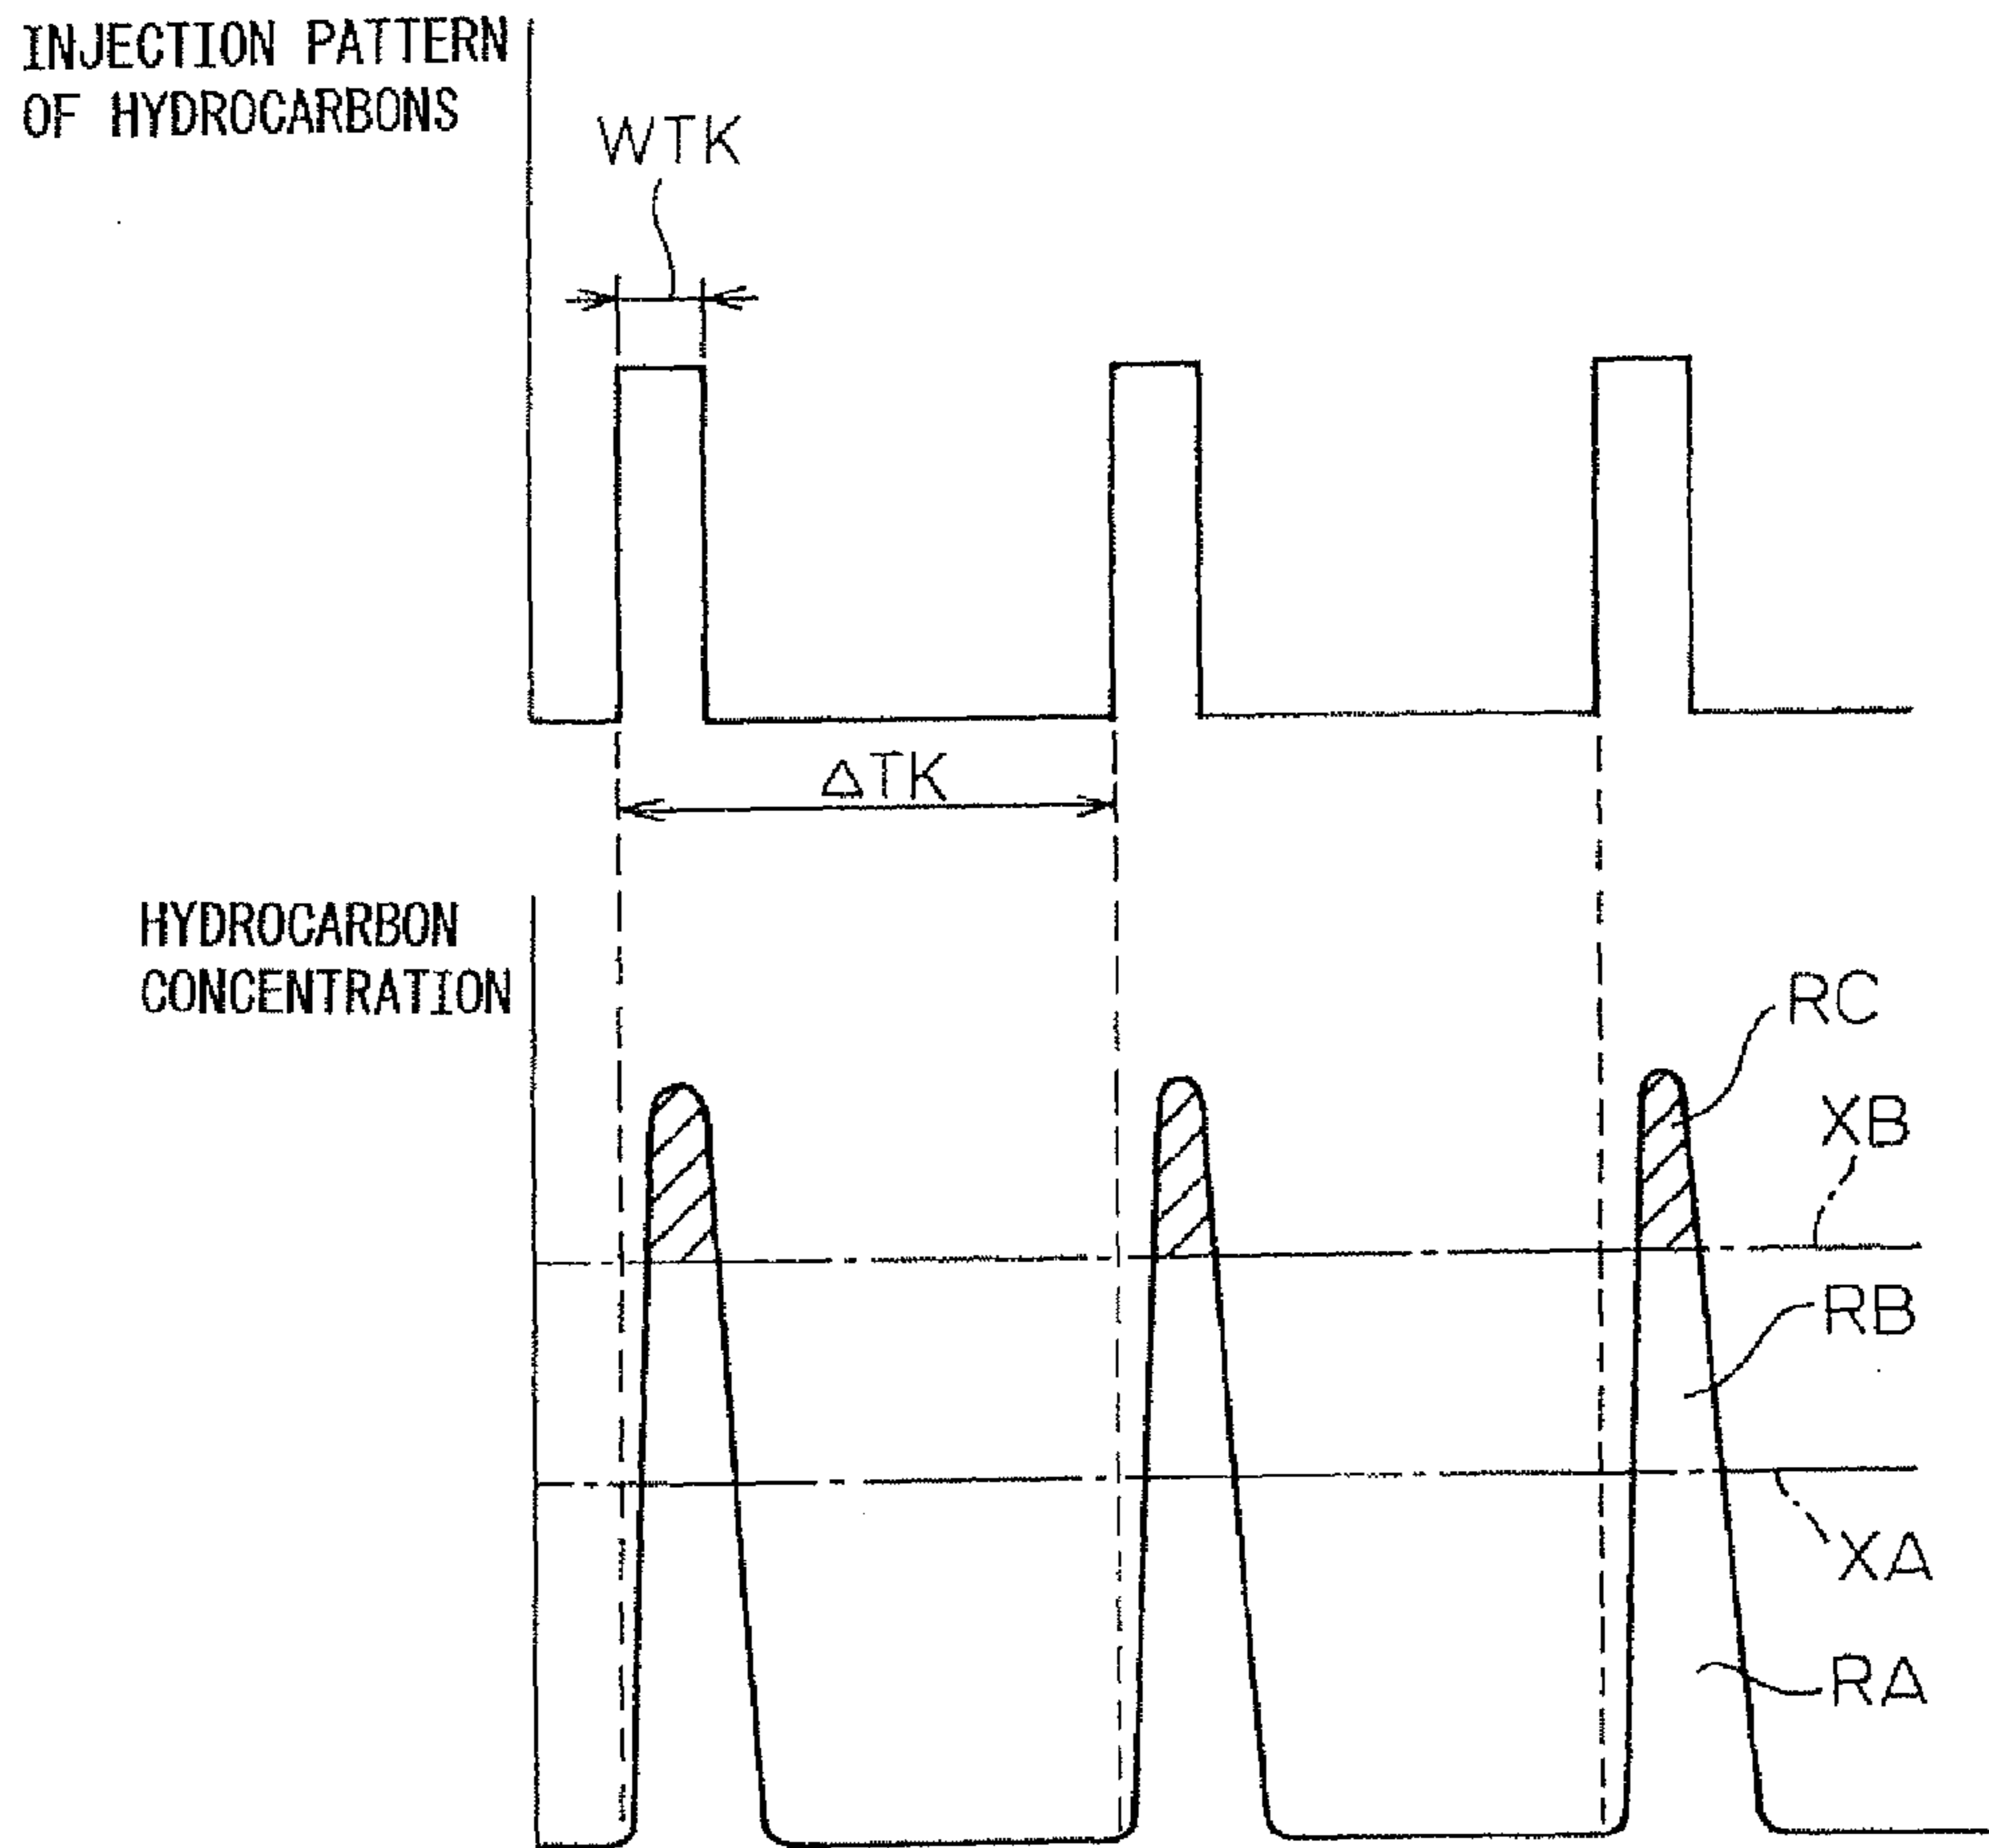 INJECTION PATTERN
OF HYDROCARBONS
WTK
ΔTK
HYDROCARBON
CONCENTRATION
RC
XB
RB
XA
RA